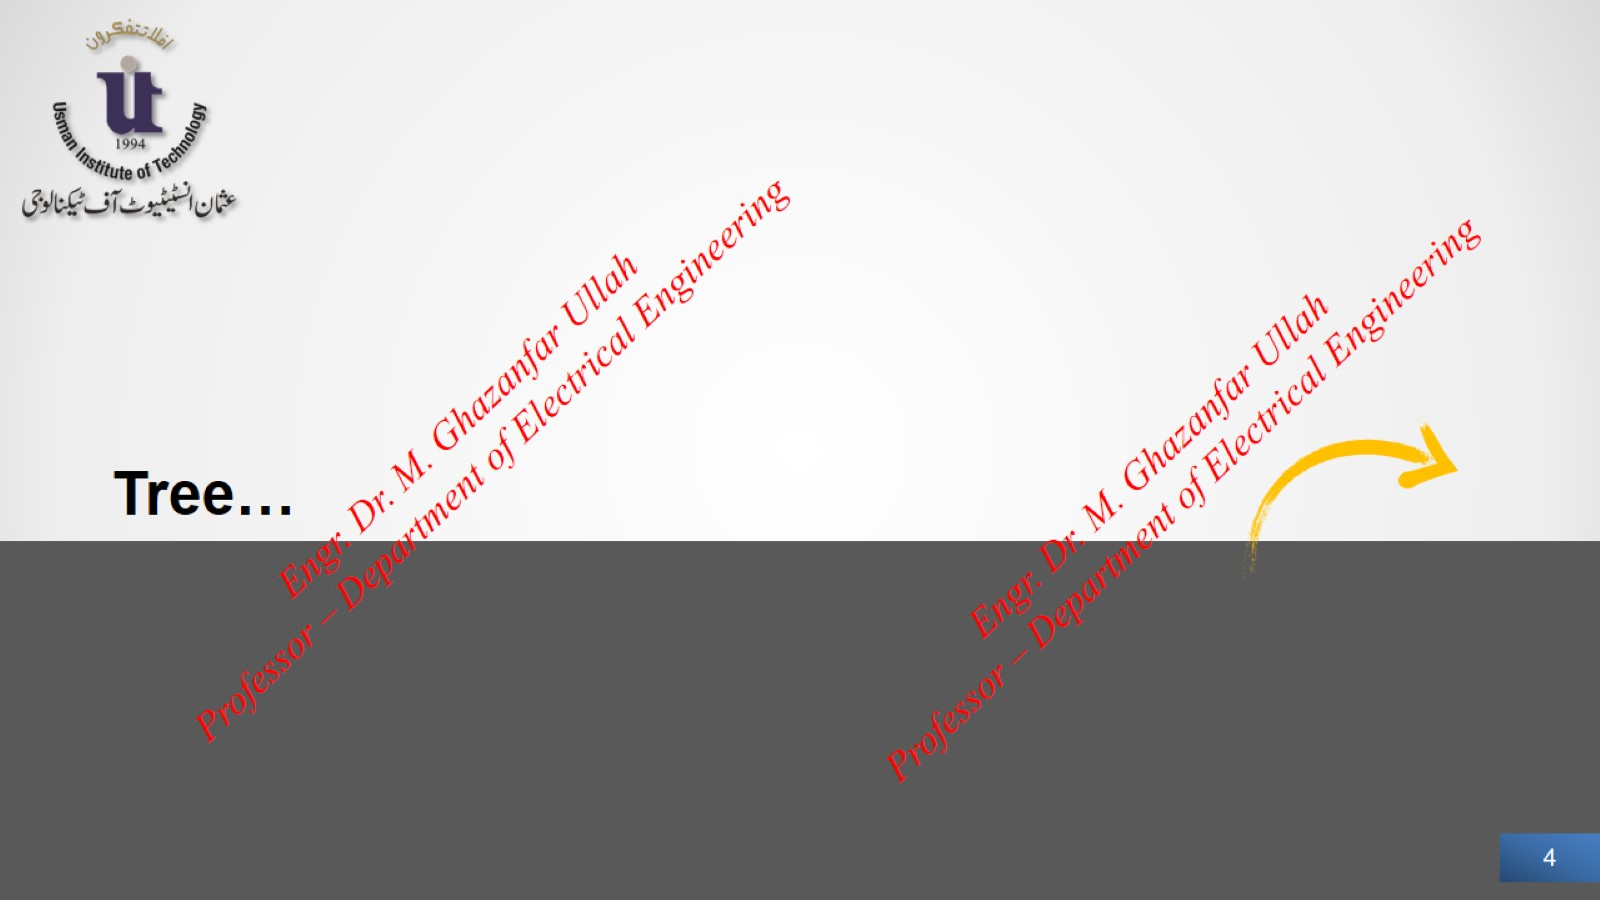 افلا تتفکرون
1994
Usman Institute of Technology
عثمان انسٹیٹیوٹ آف ٹیکنالوجی
Engr. Dr. M. Ghazanfar Ullah
Professor – Department of Electrical Engineering
Engr. Dr. M. Ghazanfar Ullah
Professor – Department of Electrical Engineering
Tree…
4